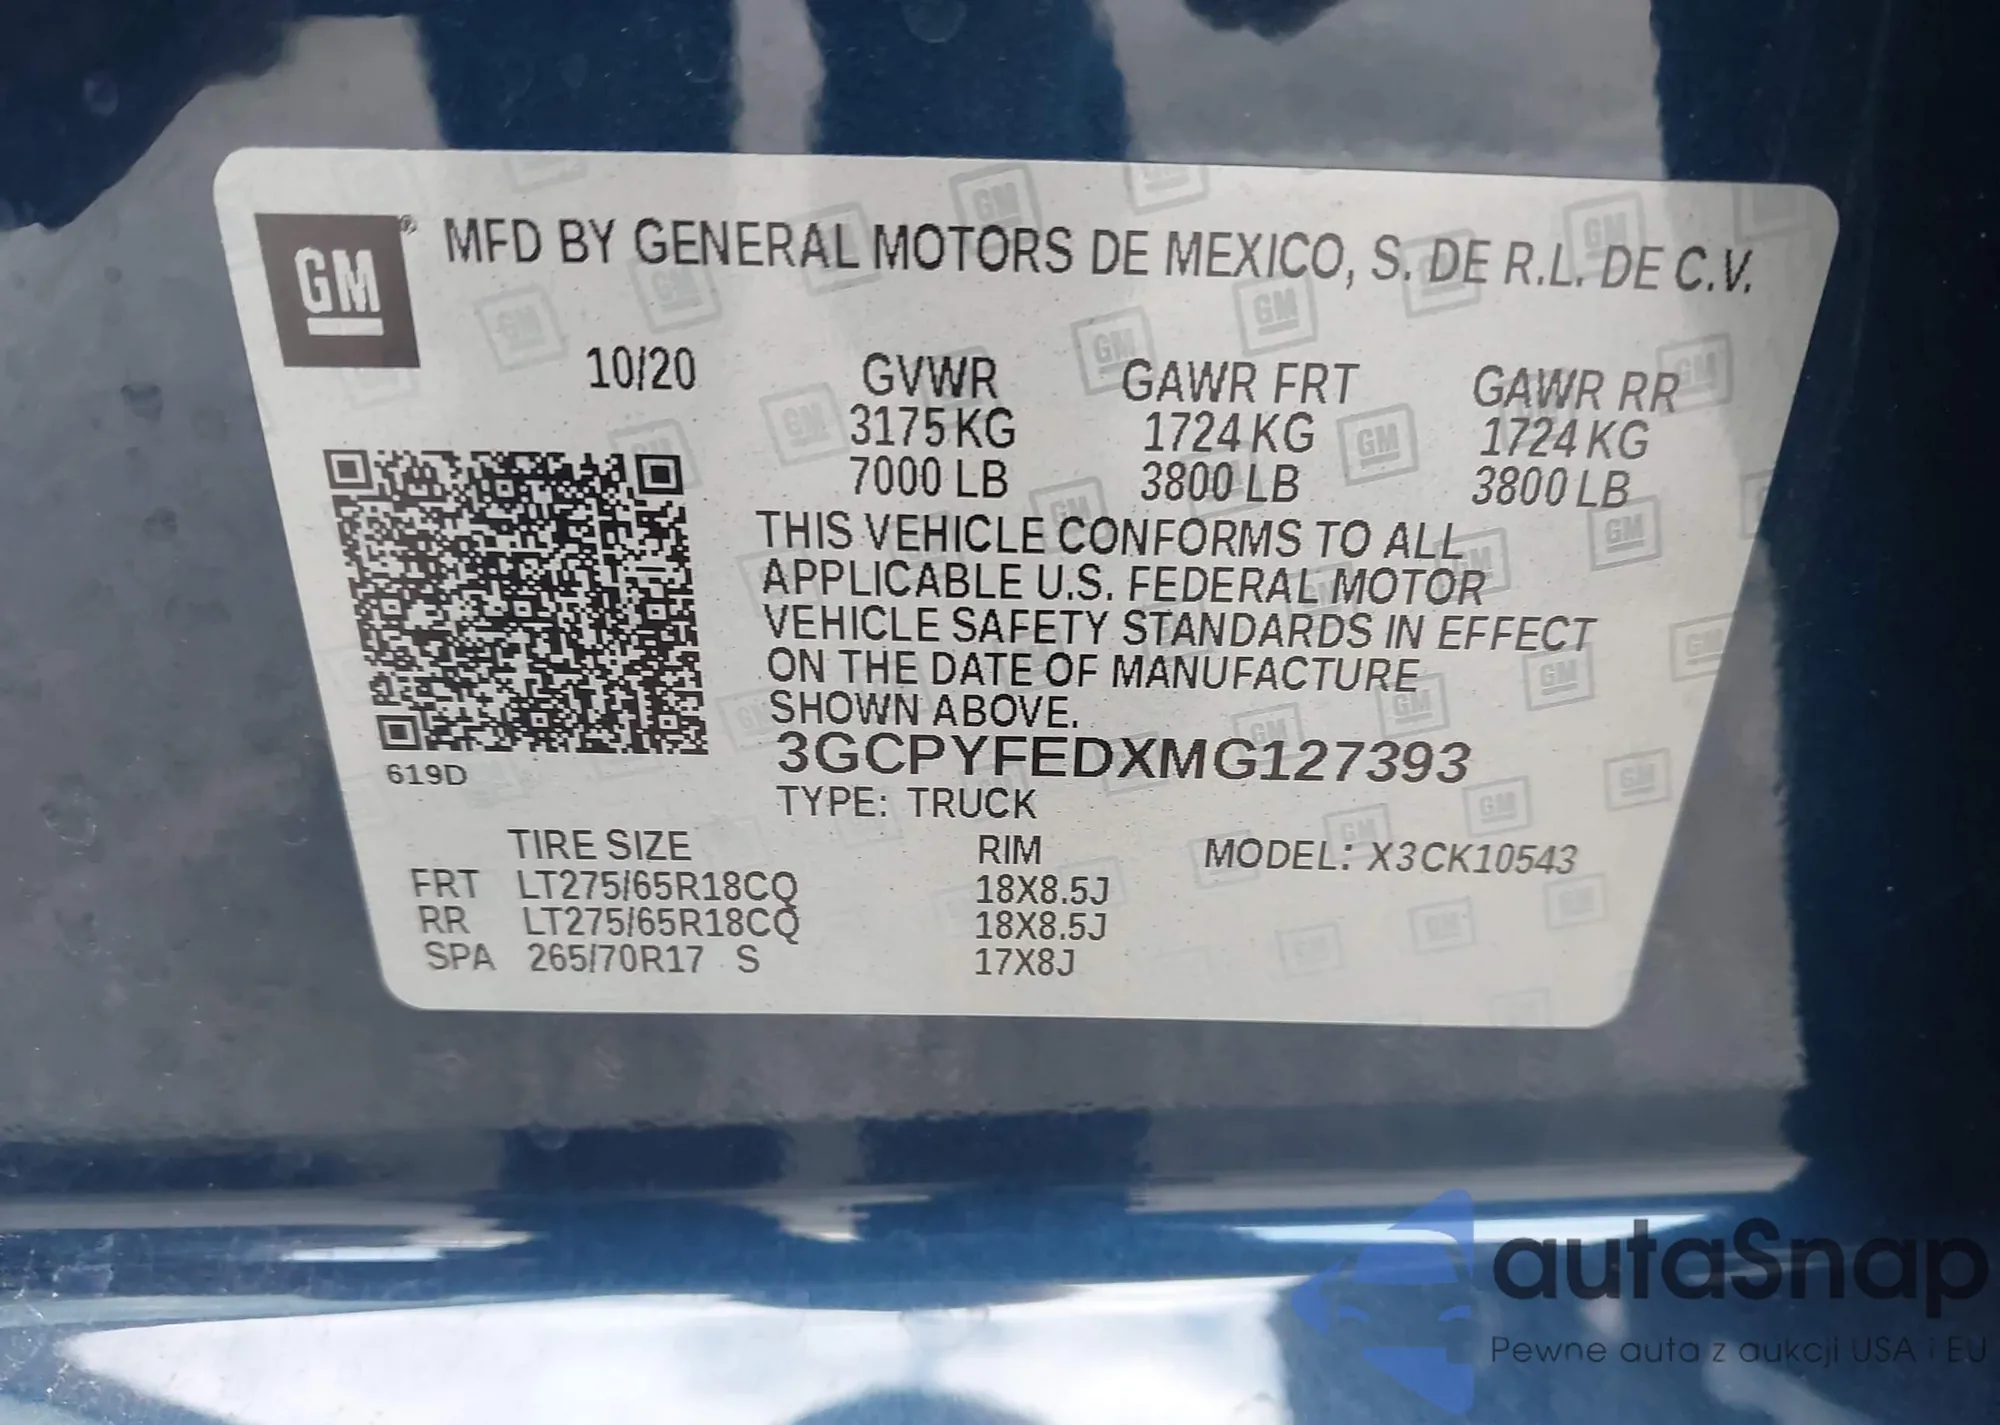 GM® MFD BY GENERAL MOTORS DE MEXICO, S. DE R.L. DE C.V.
10/20 GVWR GAWR FRT GAWR RR
3175 KG 1724 KG 1724 KG
7000 LB 3800 LB 3800 LB
THIS VEHICLE CONFORMS TO ALL
APPLICABLE U.S. FEDERAL MOTOR
VEHICLE SAFETY STANDARDS IN EFFECT
ON THE DATE OF MANUFACTURE
SHOWN ABOVE.
3GCPYFEDXMG127393
619D
TYPE: TRUCK
TIRE SIZE RIM MODEL: X3CK10543
FRT LT275/65R18CQ 18X8.5J
RR LT275/65R18CQ 18X8.5J
SPA 265/70R17 S 17X8J
autaSnap
Pewne auta z aukcji USA i EU